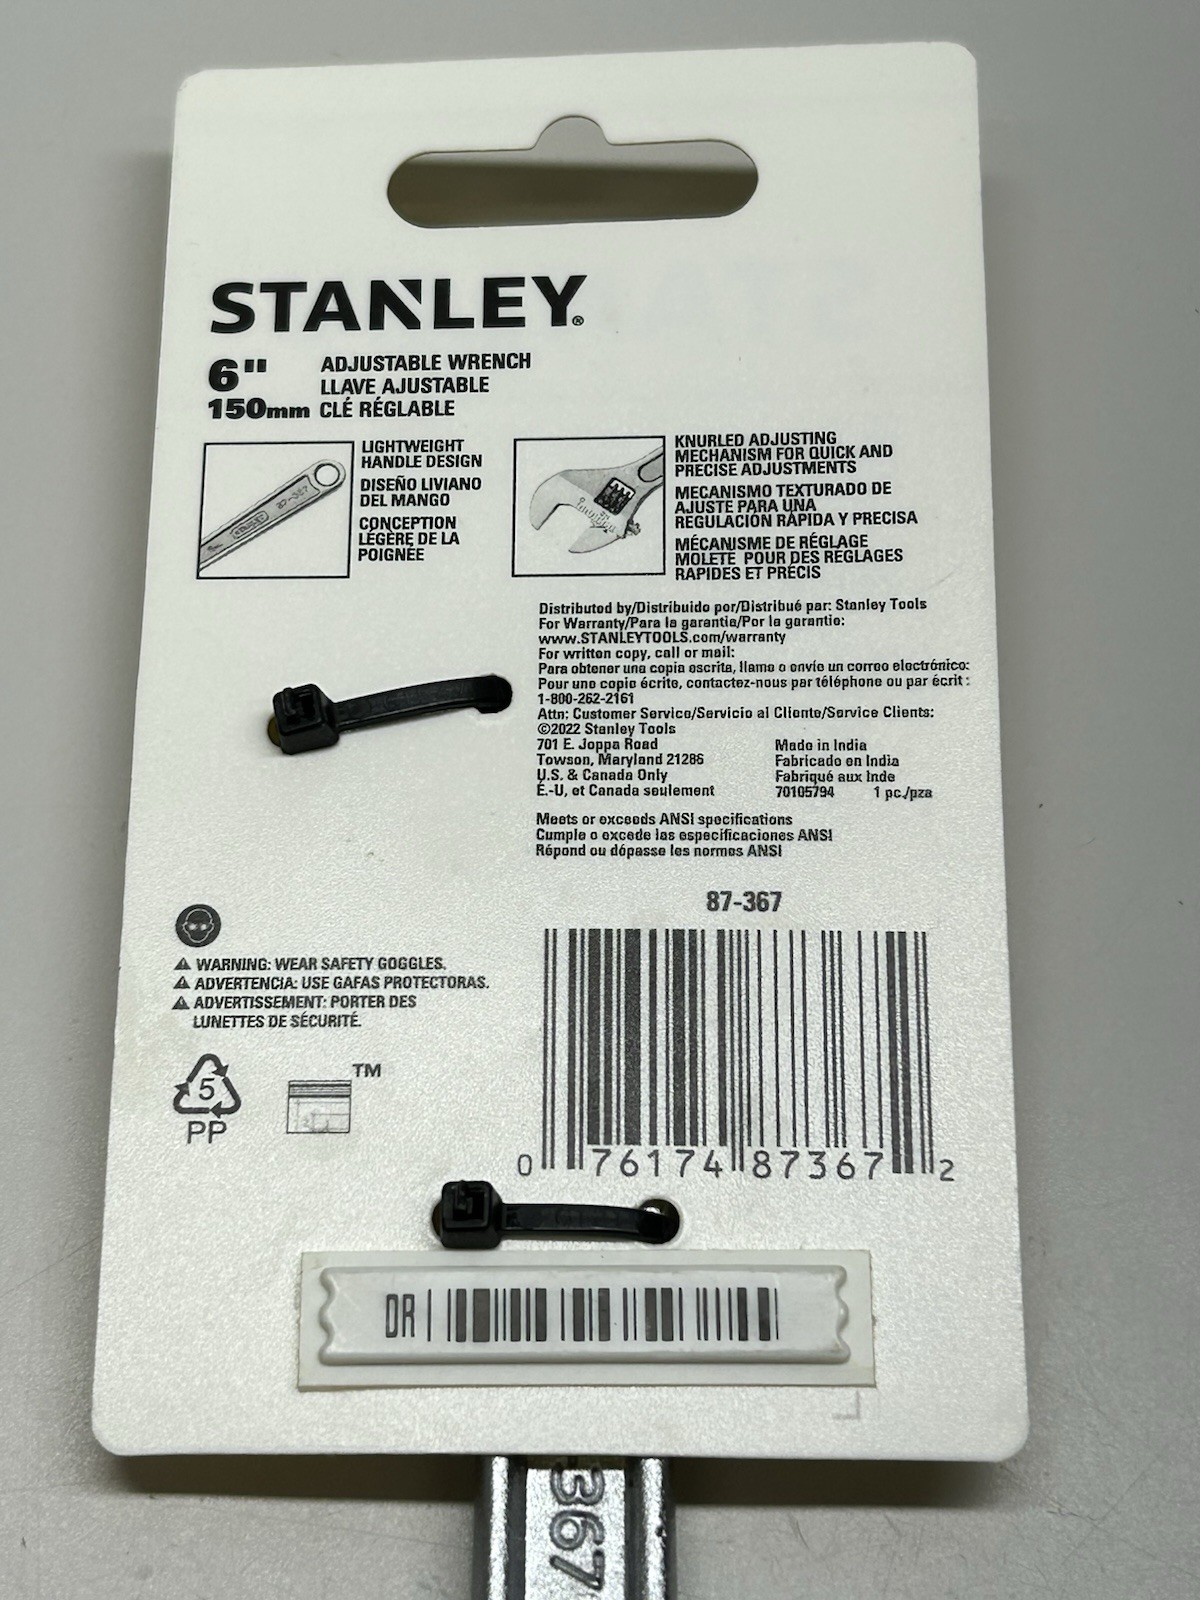 STANLEY®
6" ADJUSTABLE WRENCH
LLAVE AJUSTABLE
150mm CLÉ RÉGLABLE
LIGHTWEIGHT
HANDLE DESIGN
DISEÑO LIVIANO
DEL MANGO
CONCEPTION
LÉGÈRE DE LA
POIGNÉE
87-367
STANLEY
KNURLED ADJUSTING
MECHANISM FOR QUICK AND
PRECISE ADJUSTMENTS
MECANISMO TEXTURADO DE
AJUSTE PARA UNA
REGULACIÓN RÁPIDA Y PRECISA
MÉCANISME DE RÉGLAGE
MOLETÉ POUR DES RÉGLAGES
RAPIDES ET PRÉCIS
Distributed by/Distribuido por/Distribué par: Stanley Tools
For Warranty/Para la garantia/Por la garantie:
www.STANLEYTOOLS.com/warranty
For written copy, call or mail:
Para obtener una copia escrita, llame o envíe un correo electrónico:
Pour une copie écrite, contactez-nous par téléphone ou par écrit :
1-800-262-2161
Attn: Customer Service/Servicio al Cliente/Service Clients:
©2022 Stanley Tools
701 E. Joppa Road
Towson, Maryland 21286
U.S. & Canada Only
É.-U, et Canada seulement
Made in India
Fabricado en India
Fabriqué aux Inde
70105794 1 pc./pza
Meets or exceeds ANSI specifications
Cumple o excede las especificaciones ANSI
Répond ou dépasse les normes ANSI
87-367
⚠ WARNING: WEAR SAFETY GOGGLES.
⚠ ADVERTENCIA: USE GAFAS PROTECTORAS.
⚠ ADVERTISSEMENT: PORTER DES
LUNETTES DE SÉCURITÉ.
5
PP
TM
0 76174 87367 2
DR
367